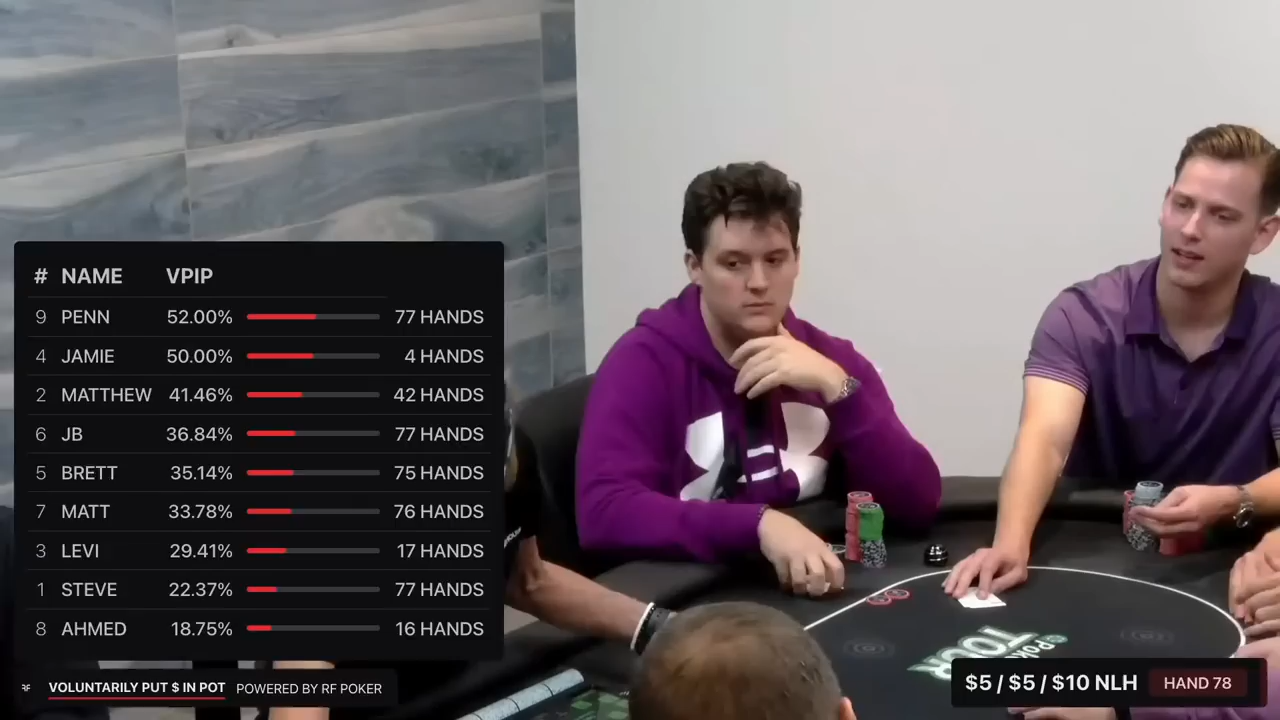 # NAME VPIP
9 PENN 52.00% 77 HANDS
4 JAMIE 50.00% 4 HANDS
2 MATTHEW 41.46% 42 HANDS
6 JB 36.84% 77 HANDS
5 BRETT 35.14% 75 HANDS
7 MATT 33.78% 76 HANDS
3 LEVI 29.41% 17 HANDS
1 STEVE 22.37% 77 HANDS
8 AHMED 18.75% 16 HANDS
RF VOLUNTARILY PUT $ IN POT POWERED BY RF POKER
TOUR
$5 / $5 / $10 NLH HAND 78